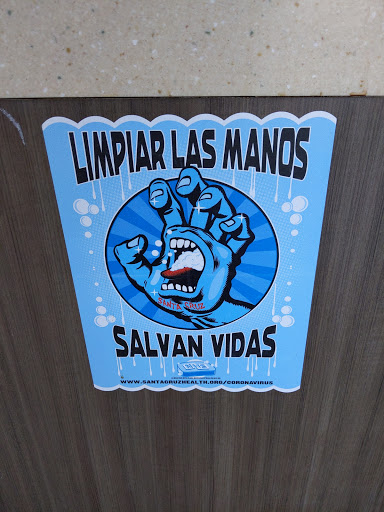 LIMPIAR LAS MANOS
SALVAN VIDAS
WWW.SANTACRUZHEALTH.ORG/CORONAVIRUS